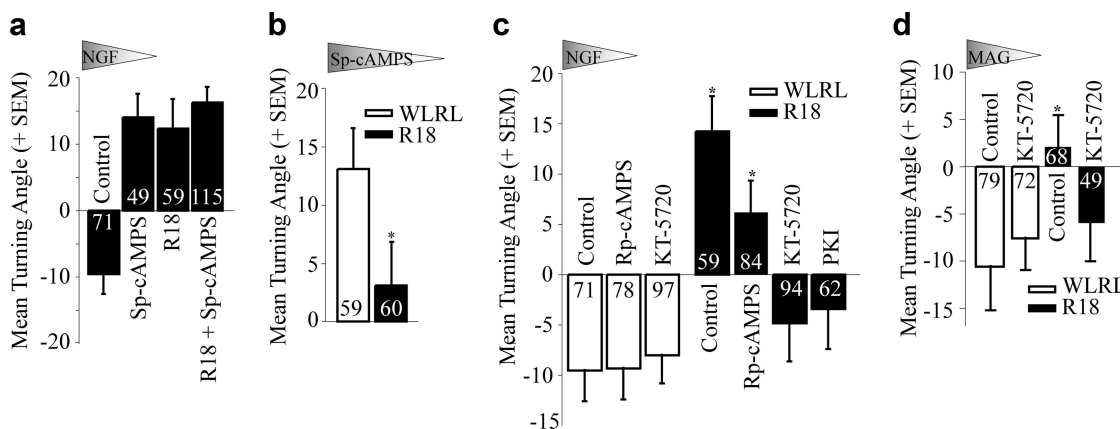 a
NGF
Mean Turning Angle (+ SEM)
20
10
0
-10
-20
Control
71
49
59
115
Sp-cAMPS
R18
R18 + Sp-cAMPS
b
Sp-cAMPS
Mean Turning Angle (+ SEM)
20
15
10
5
0
WLRL
R18
59
*
60
c
NGF
Mean Turning Angle (+ SEM)
20
15
10
5
0
-5
-10
-15
WLRL
R18
Control
Rp-cAMPS
KT-5720
71
78
97
*
59
*
84
Control
Rp-cAMPS
KT-5720
PKI
94
62
d
MAG
Mean Turning Angle (+ SEM)
10
5
0
-5
-10
-15
Control
KT-5720
*
KT-5720
79
72
68
49
Control
WLRL
R18